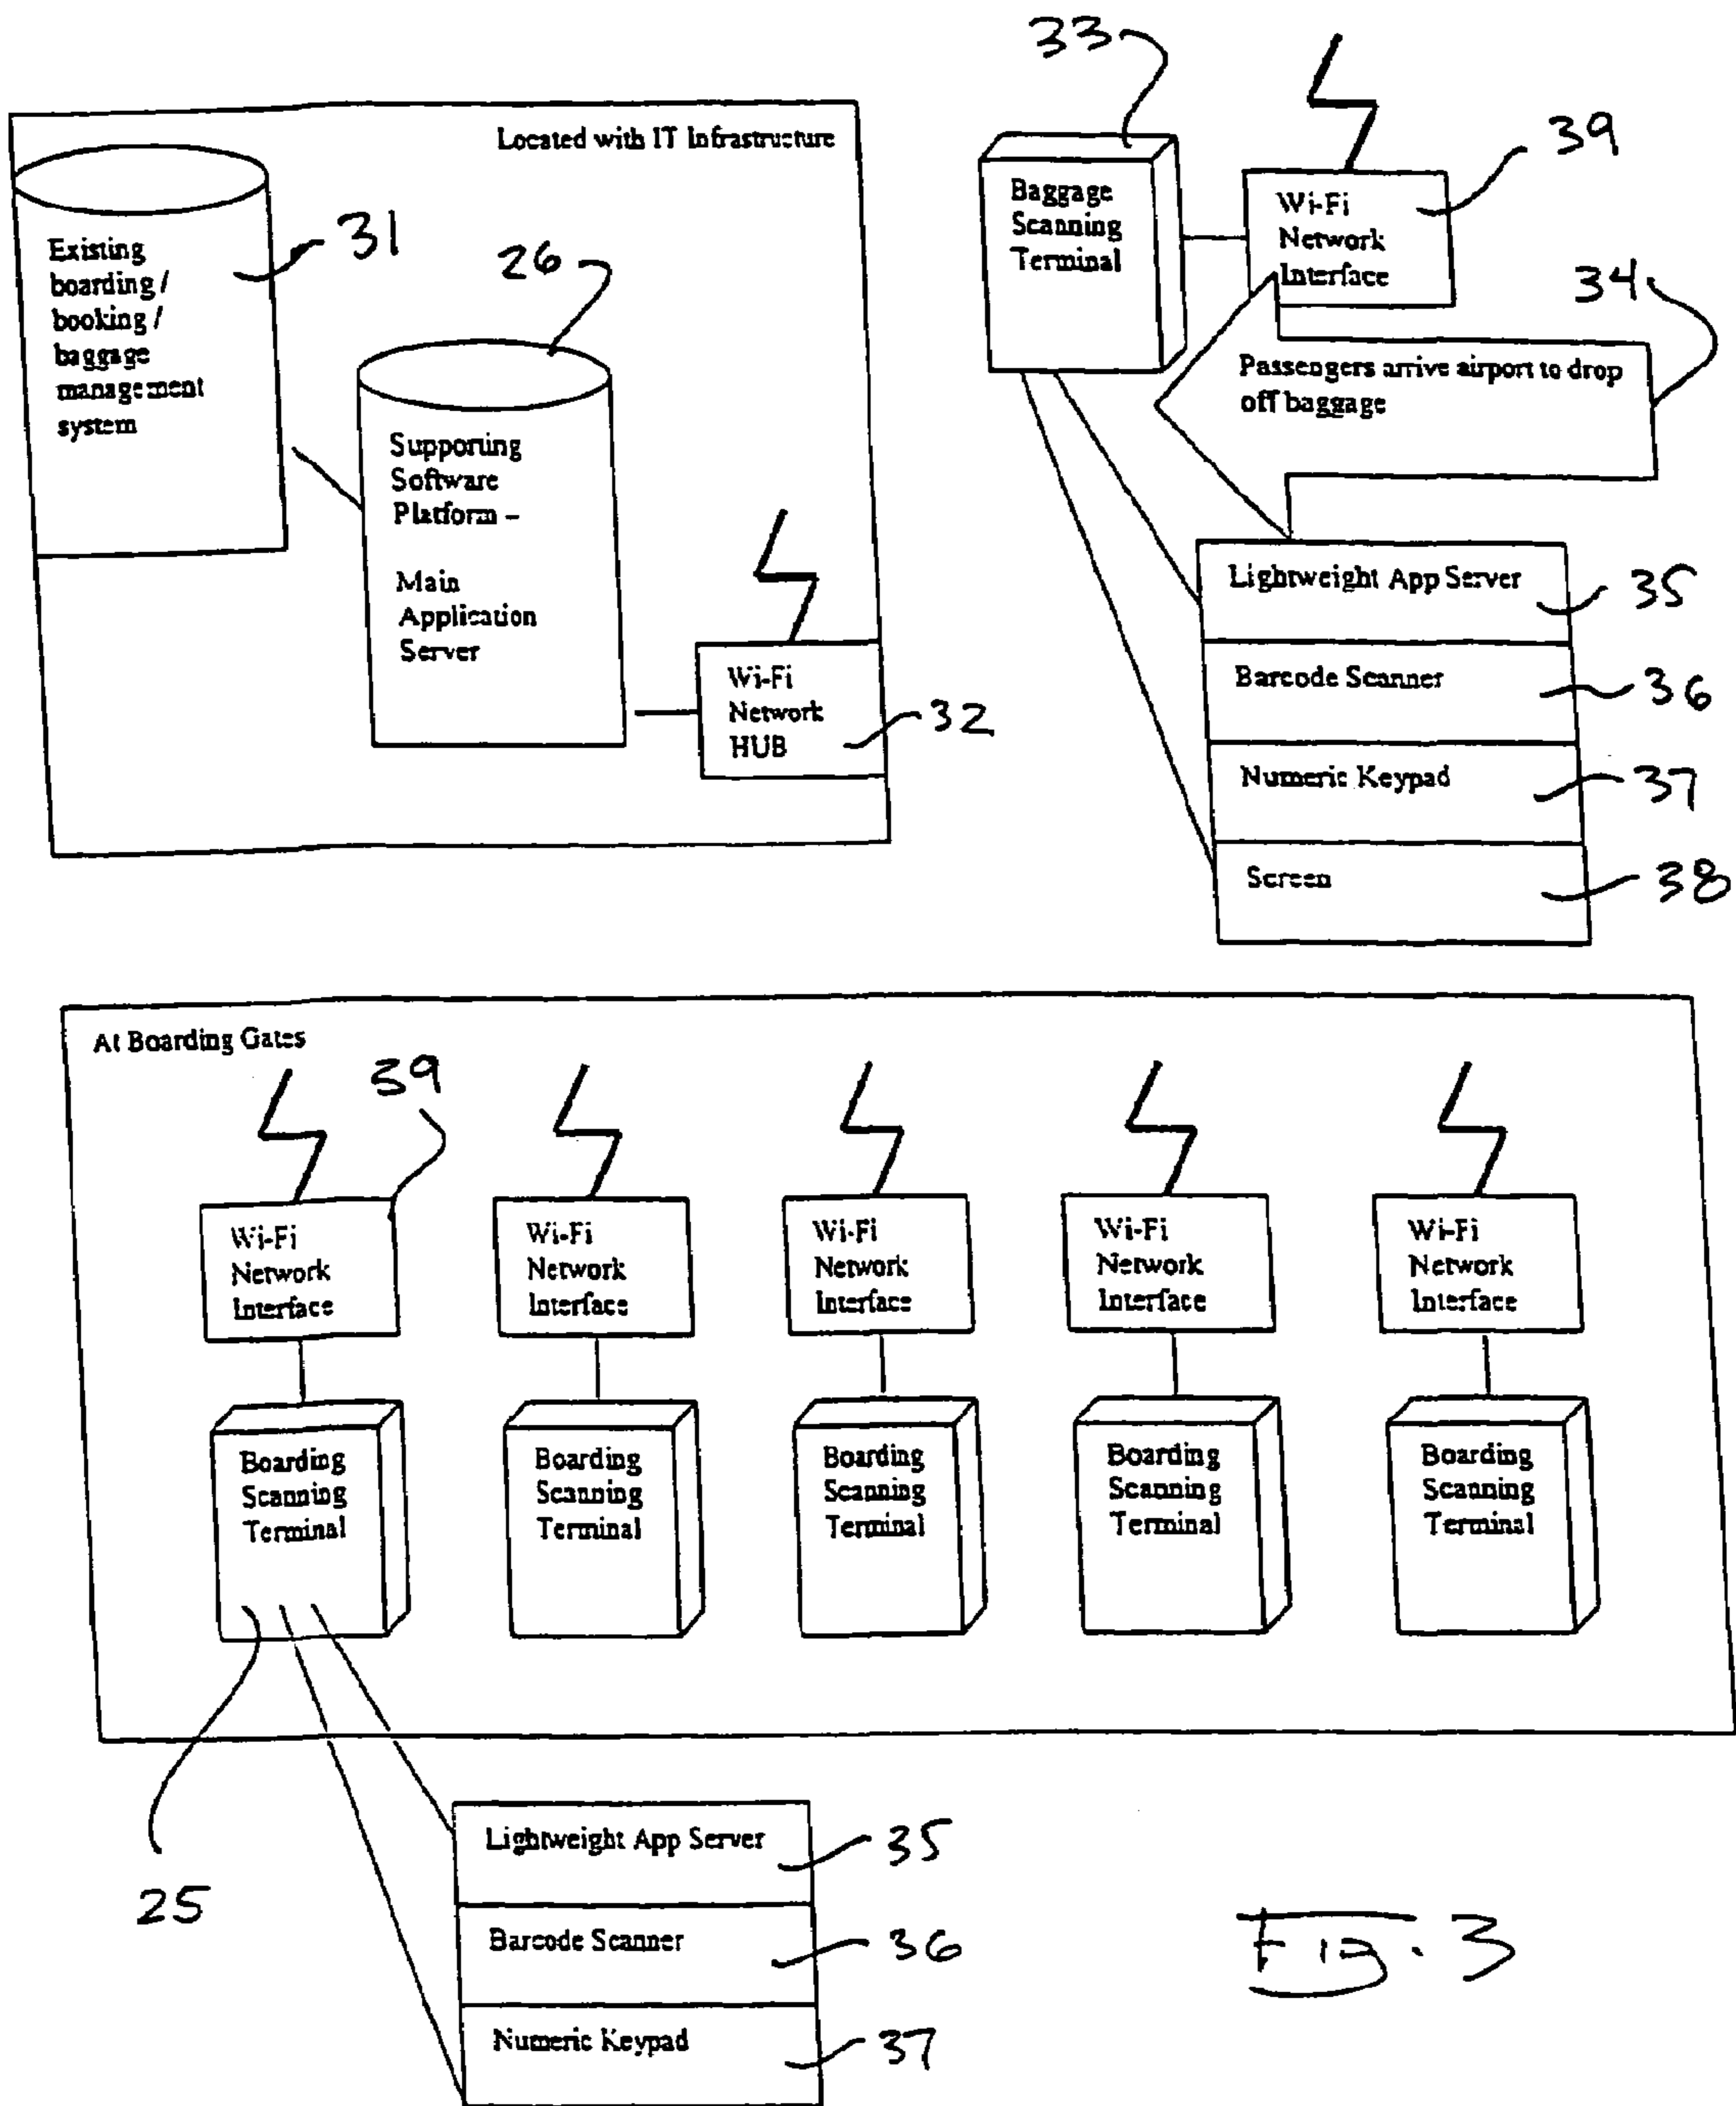 Located with IT Infrastructure
Existing
boarding /
booking /
baggage
management
system
31
26
Supporting
Software
Platform –
Main
Application
Server
Wi-Fi
Network
HUB
32
33
Baggage
Scanning
Terminal
Wi-Fi
Network
Interface
39
34
Passengers arrive airport to drop
off baggage
Lightweight App Server
35
Barcode Scanner
36
Numeric Keypad
37
Screen
38
At Boarding Gates
39
Wi-Fi
Network
Interface
Wi-Fi
Network
Interface
Wi-Fi
Network
Interface
Wi-Fi
Network
Interface
Wi-Fi
Network
Interface
Boarding
Scanning
Terminal
Boarding
Scanning
Terminal
Boarding
Scanning
Terminal
Boarding
Scanning
Terminal
Boarding
Scanning
Terminal
25
Lightweight App Server
35
Barcode Scanner
36
Numeric Keypad
37
Fig. 3